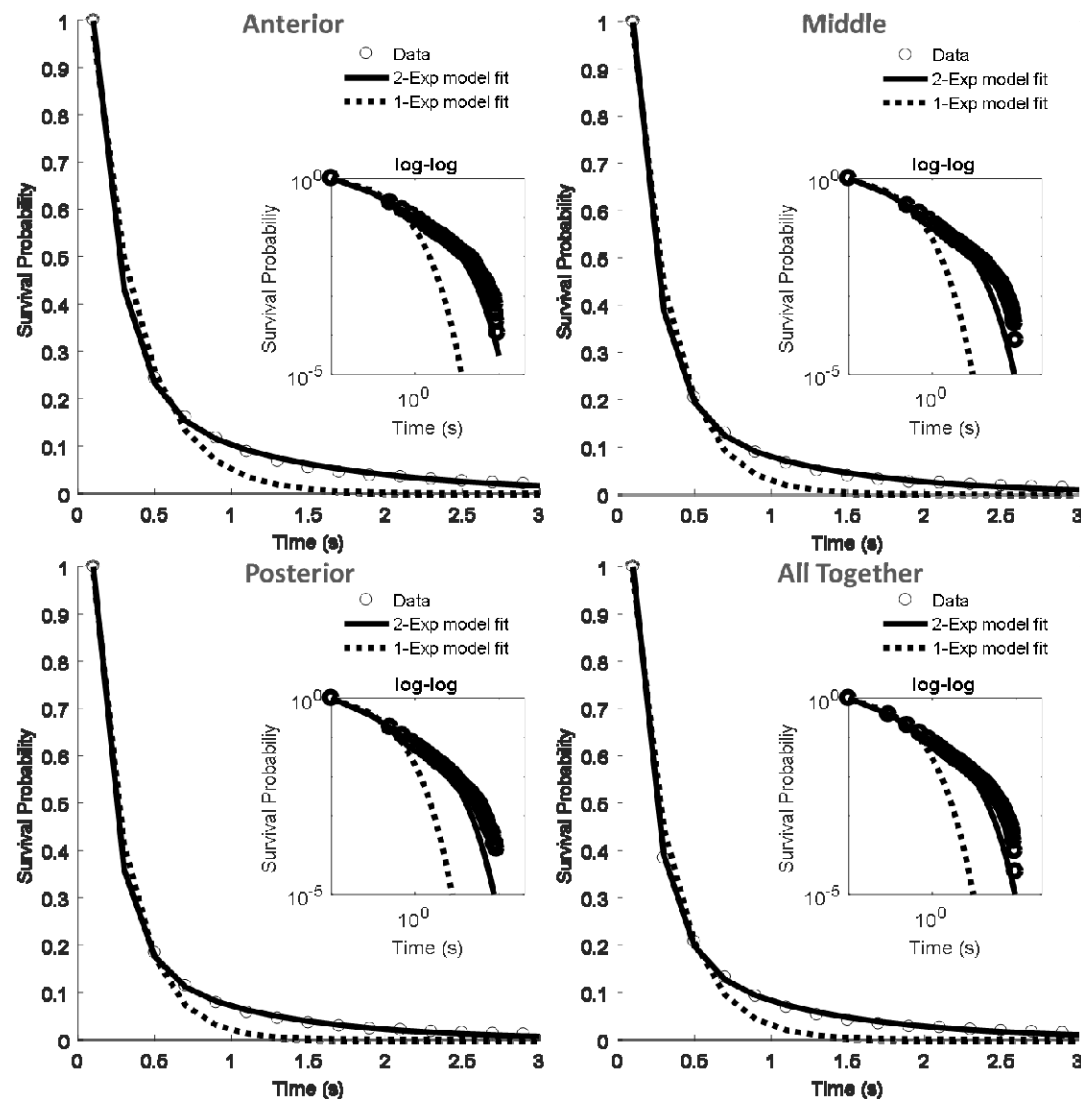 Anterior
Data
2-Exp model fit
1-Exp model fit
log-log
10^0
10^-5
10^0
Survival Probabiliy
Time (s)
1
0.9
0.8
0.7
0.6
0.5
0.4
0.3
0.2
0.1
0
Survival Probability
0
0.5
1
1.5
2
2.5
3
Time (s)
Middle
Data
2-Exp model fit
1-Exp model fit
log-log
10^0
10^-5
10^0
Survival Probabiliy
Time (s)
1
0.9
0.8
0.7
0.6
0.5
0.4
0.3
0.2
0.1
0
Survival Probability
0
0.5
1
1.5
2
2.5
3
Time (s)
Posterior
Data
2-Exp model fit
1-Exp model fit
log-log
10^0
10^-5
10^0
Survival Probabiliy
Time (s)
1
0.9
0.8
0.7
0.6
0.5
0.4
0.3
0.2
0.1
0
Survival Probability
0
0.5
1
1.5
2
2.5
3
Time (s)
All Together
Data
2-Exp model fit
1-Exp model fit
log-log
10^0
10^-5
10^0
Survival Probabiliy
Time (s)
1
0.9
0.8
0.7
0.6
0.5
0.4
0.3
0.2
0.1
0
Survival Probability
0
0.5
1
1.5
2
2.5
3
Time (s)